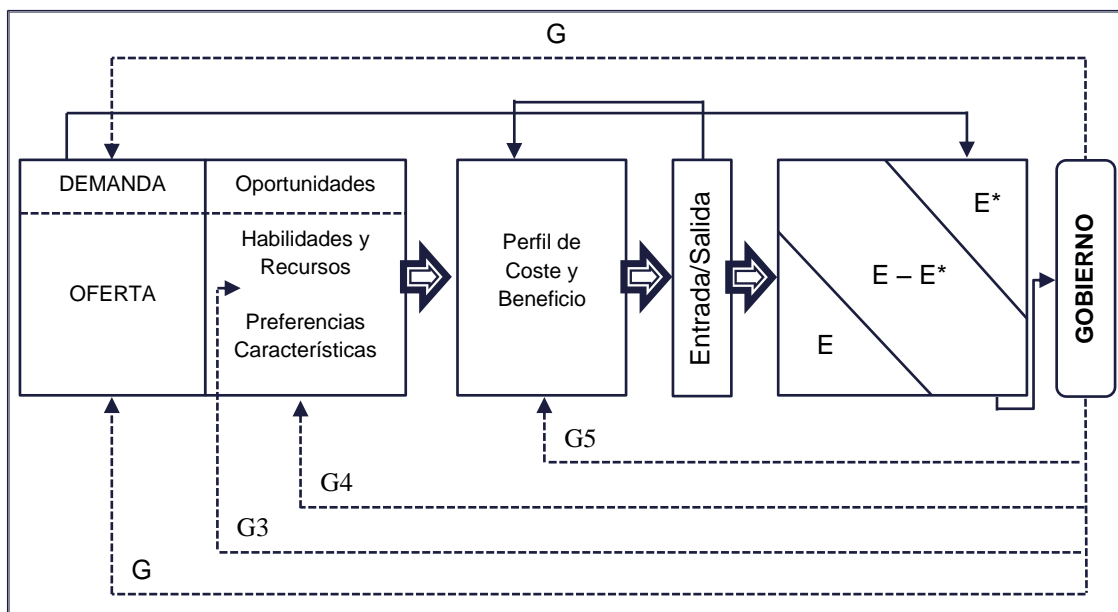 G
DEMANDA
Oportunidades
Habilidades y
Recursos
OFERTA
Preferencias
Características
Perfil de
Coste y
Beneficio
Entrada/Salida
E*
E – E*
E
GOBIERNO
G5
G4
G3
G